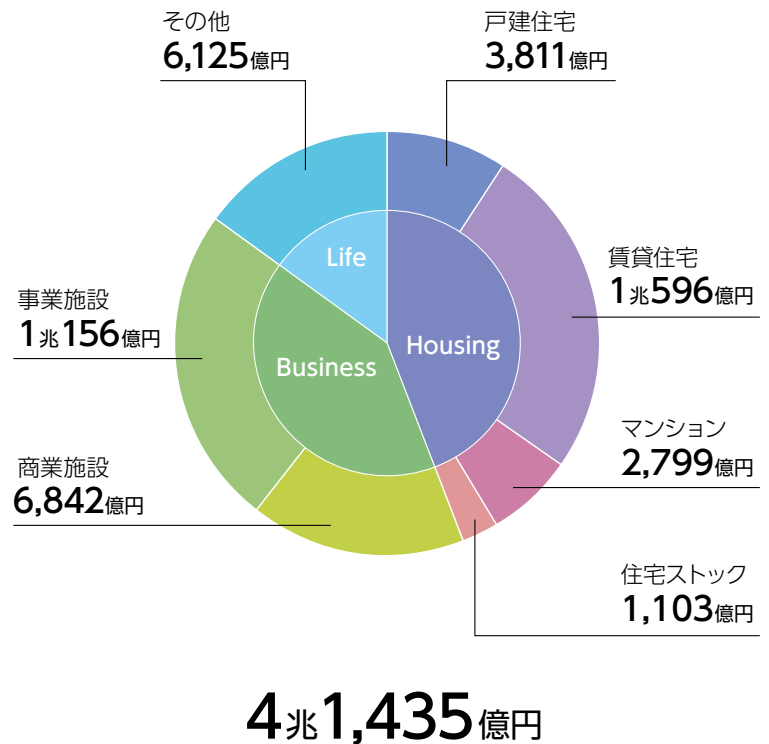 その他
6,125億円
戸建住宅
3,811億円
賃貸住宅
1兆596億円
マンション
2,799億円
住宅ストック
1,103億円
商業施設
6,842億円
事業施設
1兆156億円
Life
Housing
Business
4兆1,435億円